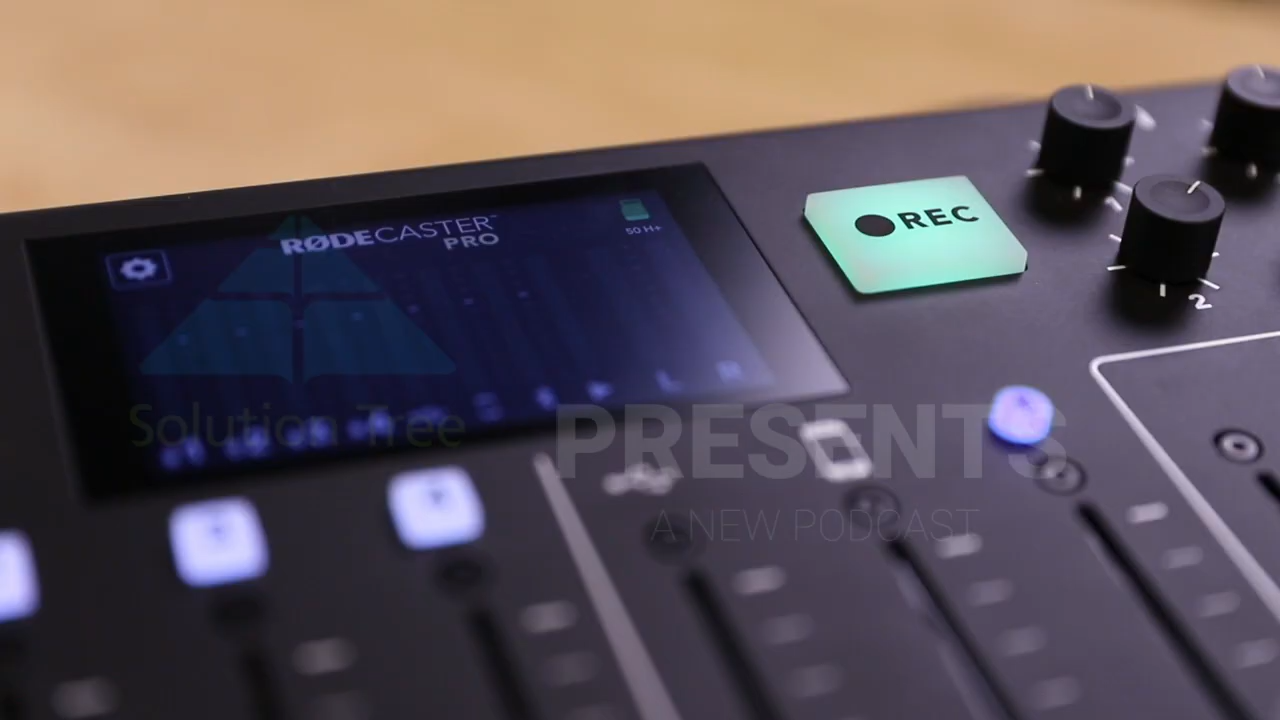 RØDECASTER™
PRO
50 H+
REC
2
L R
Solution Tree
PRESENTS
A NEW PODCAST